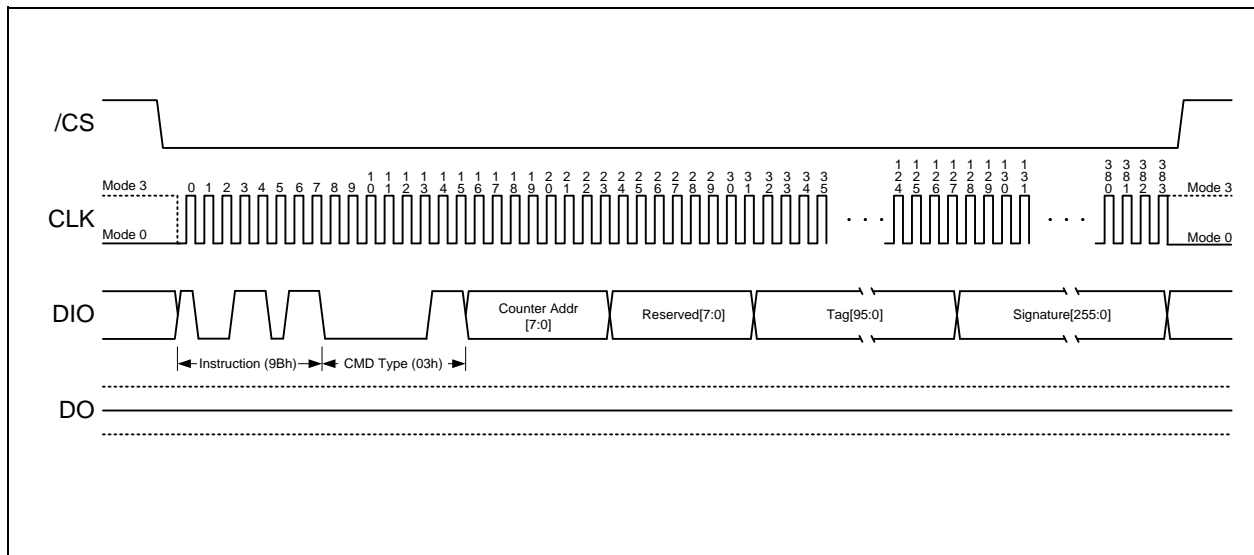 /CS
Mode 3
CLK
Mode 0
0 1 2 3 4 5 6 7 8 9 10 11 12 13 14 15 16 17 18 19 20 21 22 23 24 25 26 27 28 29 30 31 32 33 34 35 . . . 124 125 126 127 128 129 130 131 . . . 380 381 382 383
Mode 3
Mode 0
DIO
Counter Addr
[7:0]
Reserved[7:0]
Tag[95:0]
Signature[255:0]
Instruction (9Bh)
CMD Type (03h)
DO